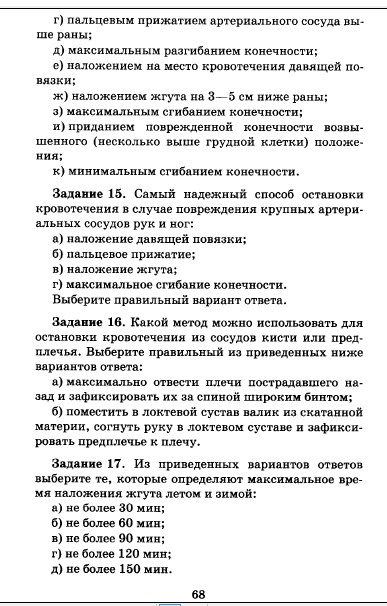 г) пальцевым прижатием артериального сосуда вы-
ше раны;
д) максимальным разгибанием конечности;
е) наложением на место кровотечения давящей по-
вязки;
ж) наложением жгута на 3—5 см ниже раны;
з) максимальным сгибанием конечности;
и) приданием поврежденной конечности возвы-
шенного (несколько выше грудной клетки) положе-
ния;
к) минимальным сгибанием конечности.
Задание 15. Самый надежный способ остановки
кровотечения в случае повреждения крупных артери-
альных сосудов рук и ног:
а) наложение давящей повязки;
б) пальцевое прижатие;
в) наложение жгута;
г) максимальное сгибание конечности.
Выберите правильный вариант ответа.
Задание 16. Какой метод можно использовать для
остановки кровотечения из сосудов кисти или пред-
плечья. Выберите правильный из приведенных ниже
вариантов ответа:
а) максимально отвести плечи пострадавшего на-
зад и зафиксировать их за спиной широким бинтом;
б) поместить в локтевой сустав валик из скатанной
материи, согнуть руку в локтевом суставе и зафикси-
ровать предплечье к плечу.
Задание 17. Из приведенных вариантов ответов
выберите те, которые определяют максимальное вре-
мя наложения жгута летом и зимой:
а) не более 30 мин;
б) не более 60 мин;
в) не более 90 мин;
г) не более 120 мин;
д) не более 150 мин.
68